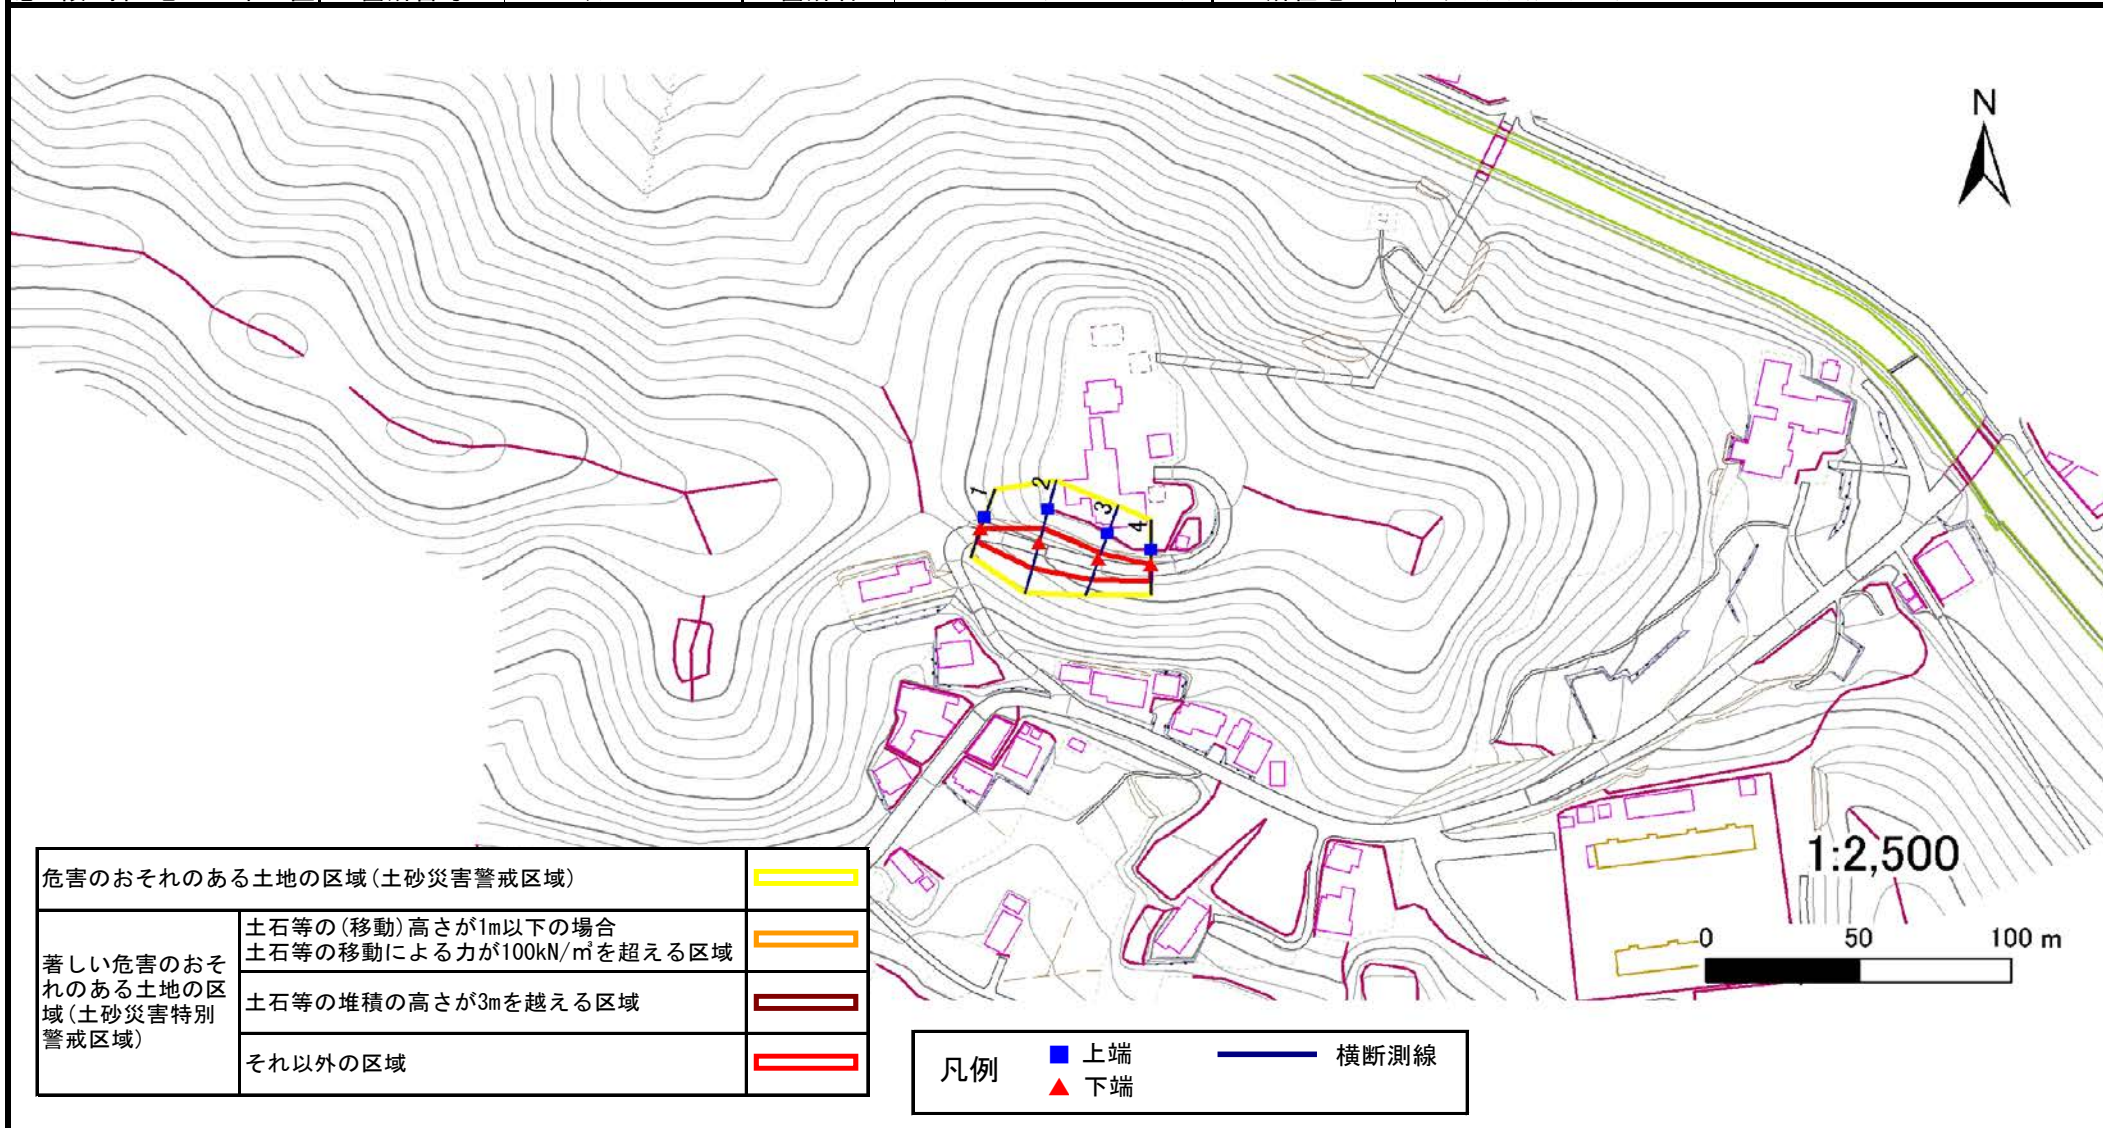 N
1
2
3
4
1:2,500
0 50 100 m
危害のおそれのある土地の区域(土砂災害警戒区域)
著しい危害のおそ
れのある土地の区
域(土砂災害特別
警戒区域)
土石等の(移動)高さが1m以下の場合
土石等の移動による力が100kN/㎡を超える区域
土石等の堆積の高さが3mを越える区域
それ以外の区域
凡例
上端
下端
横断測線